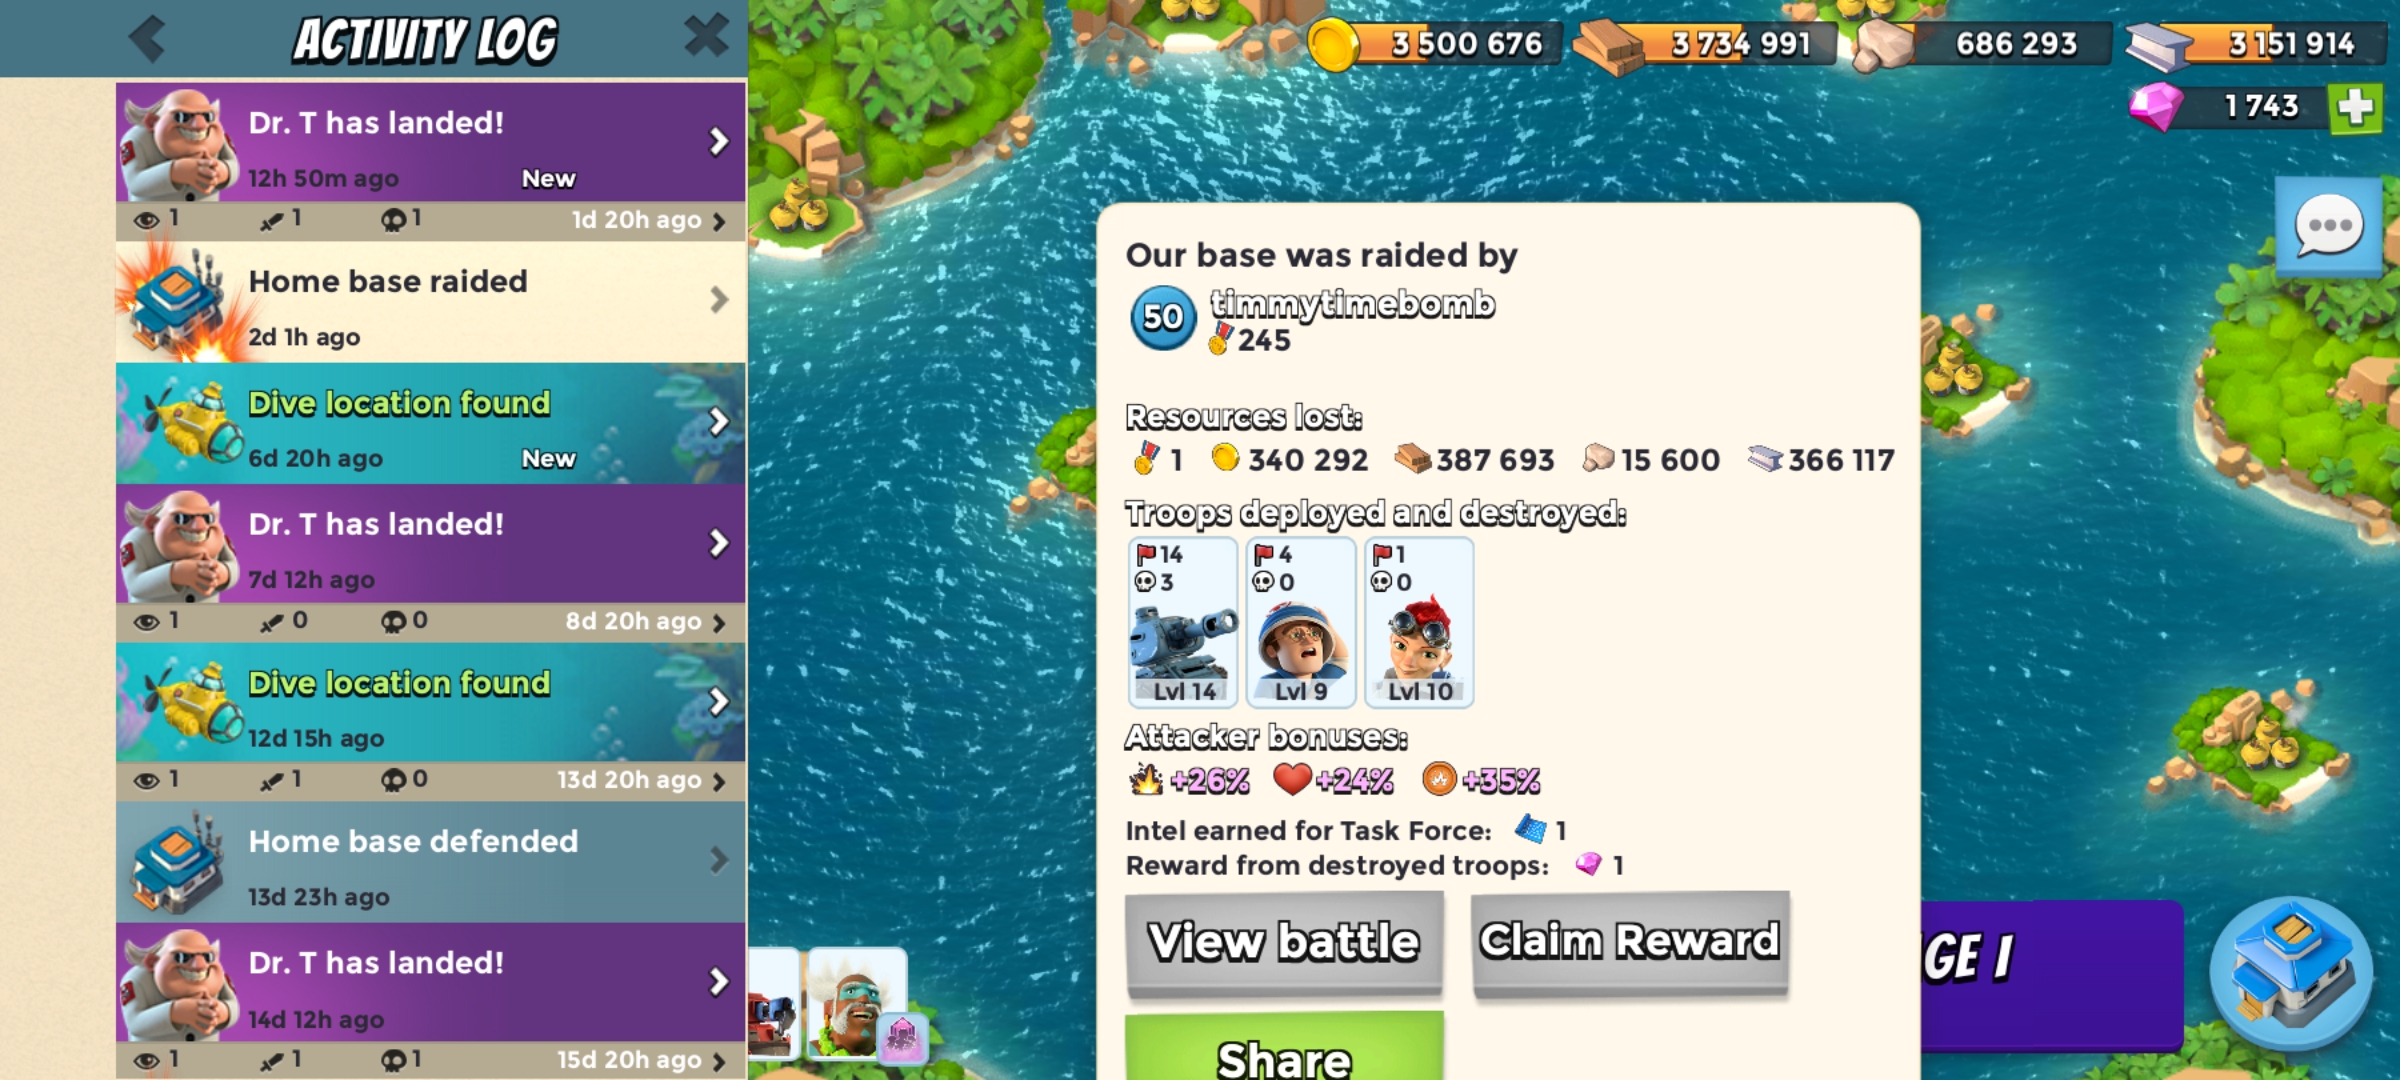 ACTIVITY LOG
Dr. T has landed!
12h 50m ago
New
1 1 1 1d 20h ago
Home base raided
2d 1h ago
Dive location found
6d 20h ago
New
Dr. T has landed!
7d 12h ago
1 0 0 8d 20h ago
Dive location found
12d 15h ago
1 1 0 13d 20h ago
Home base defended
13d 23h ago
Dr. T has landed!
14d 12h ago
1 1 1 15d 20h ago
3 500 676
3 734 991
686 293
3 151 914
1 743
Our base was raided by
50 timmytimebomb
245
Resources lost:
1 340 292 387 693 15 600 366 117
Troops deployed and destroyed:
14 4 1
3 0 0
Lvl 14 Lvl 9 Lvl 10
Attacker bonuses:
+26% +24% +35%
Intel earned for Task Force: 1
Reward from destroyed troops: 1
View battle
Claim Reward
Share
GE I